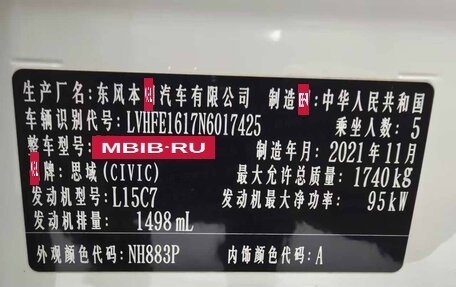 生产厂名:东风本 汽车有限公司 制造 :中华人民共和国
车辆识别代号:LVHFE1617N6017425 乘坐人数:5
整车型号: MBIB-RU 制造年月:2021年11月
牌:思域(CIVIC) 最大允许总质量:1740kg
发动机型号:L15C7 发动机最大净功率:95kW
发动机排量:1498mL
外观颜色代码:NH883P 内饰颜色代码:A